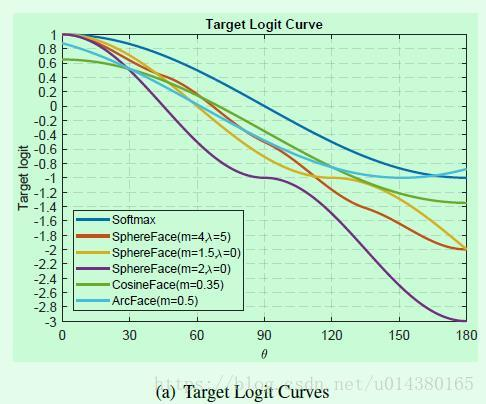 Target Logit Curve
1
0.8
0.6
0.4
0.2
0
-0.2
-0.4
-0.6
-0.8
-1
-1.2
-1.4
-1.6
-1.8
-2
-2.2
-2.4
-2.6
-2.8
-3
Target logit
Softmax
SphereFace(m=4,λ=5)
SphereFace(m=1.5,λ=0)
SphereFace(m=2,λ=0)
CosineFace(m=0.35)
ArcFace(m=0.5)
0 30 60 90 120 150 180
θ
https://blog.csdn.net/u014380165
(a) Target Logit Curves